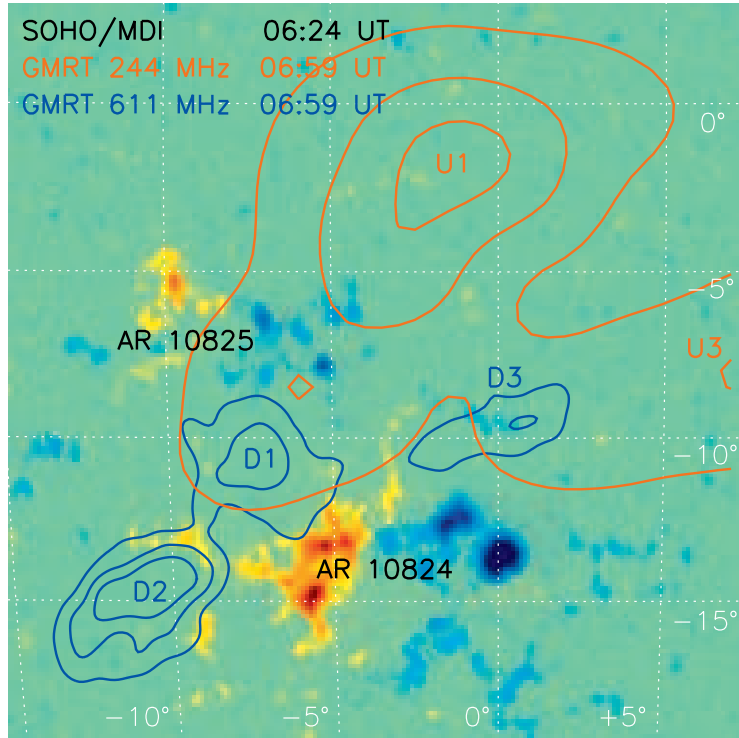 SOHO/MDI 06:24 UT
GMRT 244 MHz 06:59 UT
GMRT 611 MHz 06:59 UT
0°
U1
−5°
AR 10825
U3
D3
D1
−10°
AR 10824
D2
−15°
−10° −5° 0° +5°